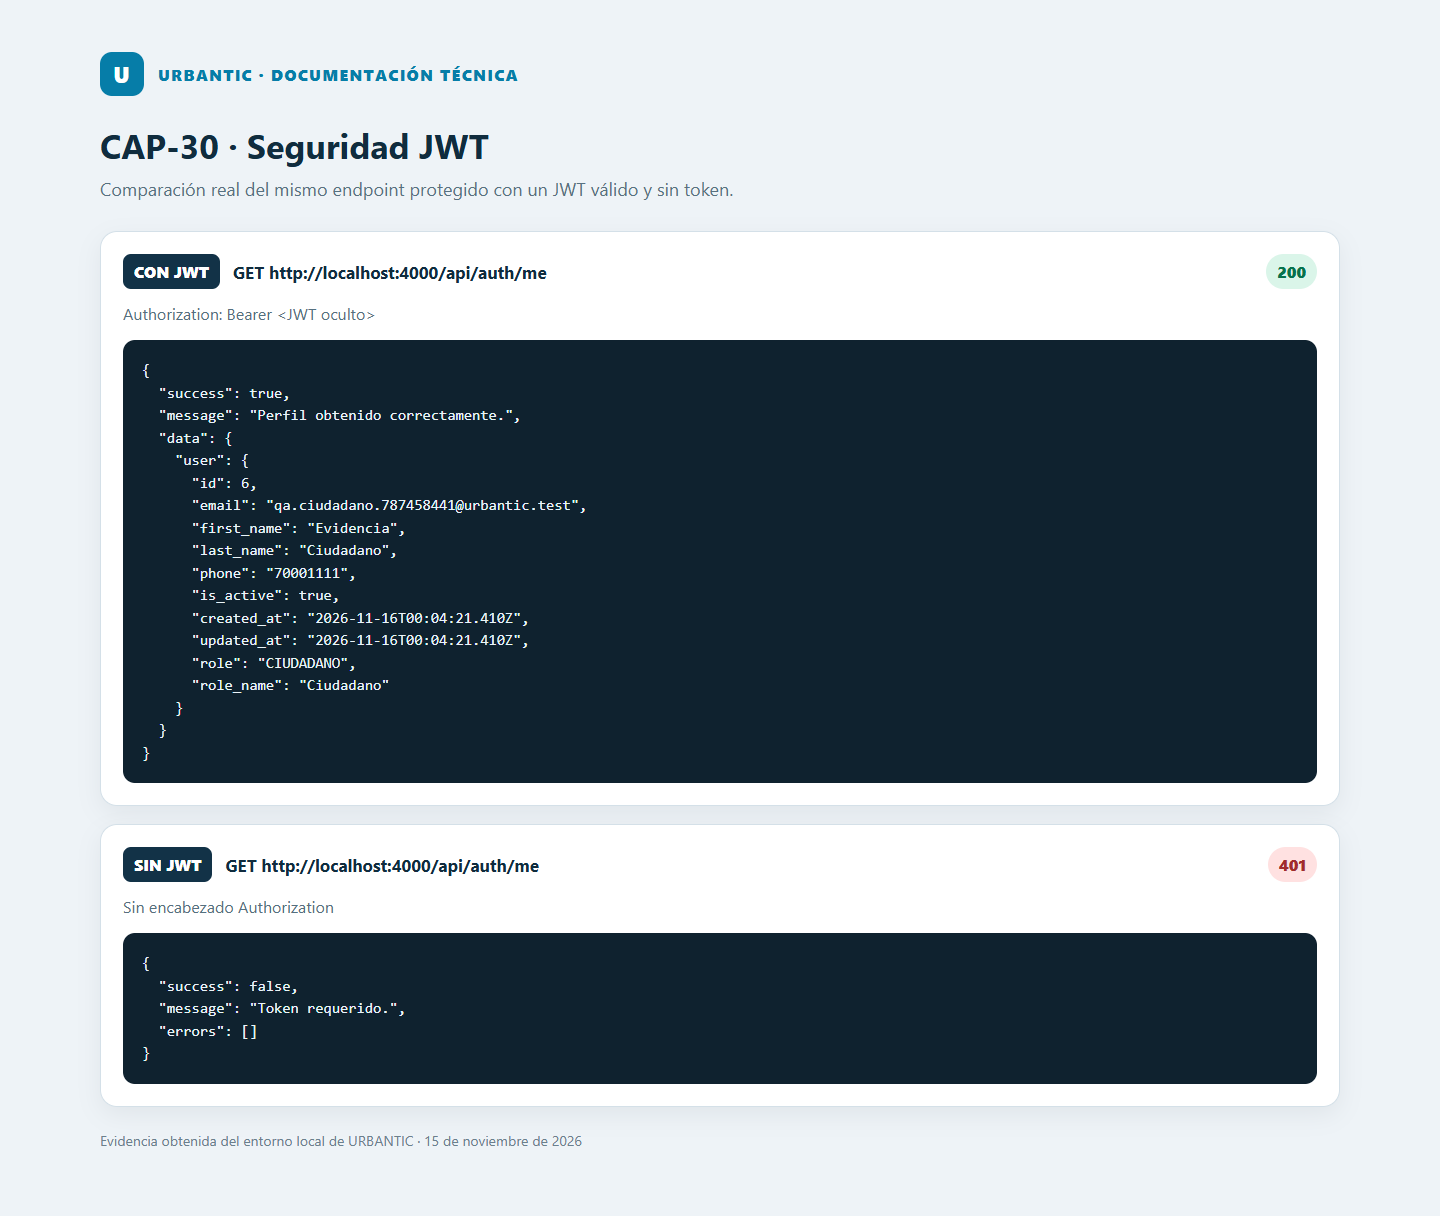 U
URBANTIC · DOCUMENTACIÓN TÉCNICA
CAP-30 · Seguridad JWT
Comparación real del mismo endpoint protegido con un JWT válido y sin token.
CON JWT GET http://localhost:4000/api/auth/me 200
Authorization: Bearer <JWT oculto>
{
  "success": true,
  "message": "Perfil obtenido correctamente.",
  "data": {
    "user": {
      "id": 6,
      "email": "qa.ciudadano.787458441@urbantic.test",
      "first_name": "Evidencia",
      "last_name": "Ciudadano",
      "phone": "70001111",
      "is_active": true,
      "created_at": "2026-11-16T00:04:21.410Z",
      "updated_at": "2026-11-16T00:04:21.410Z",
      "role": "CIUDADANO",
      "role_name": "Ciudadano"
    }
  }
}
SIN JWT GET http://localhost:4000/api/auth/me 401
Sin encabezado Authorization
{
  "success": false,
  "message": "Token requerido.",
  "errors": []
}
Evidencia obtenida del entorno local de URBANTIC · 15 de noviembre de 2026